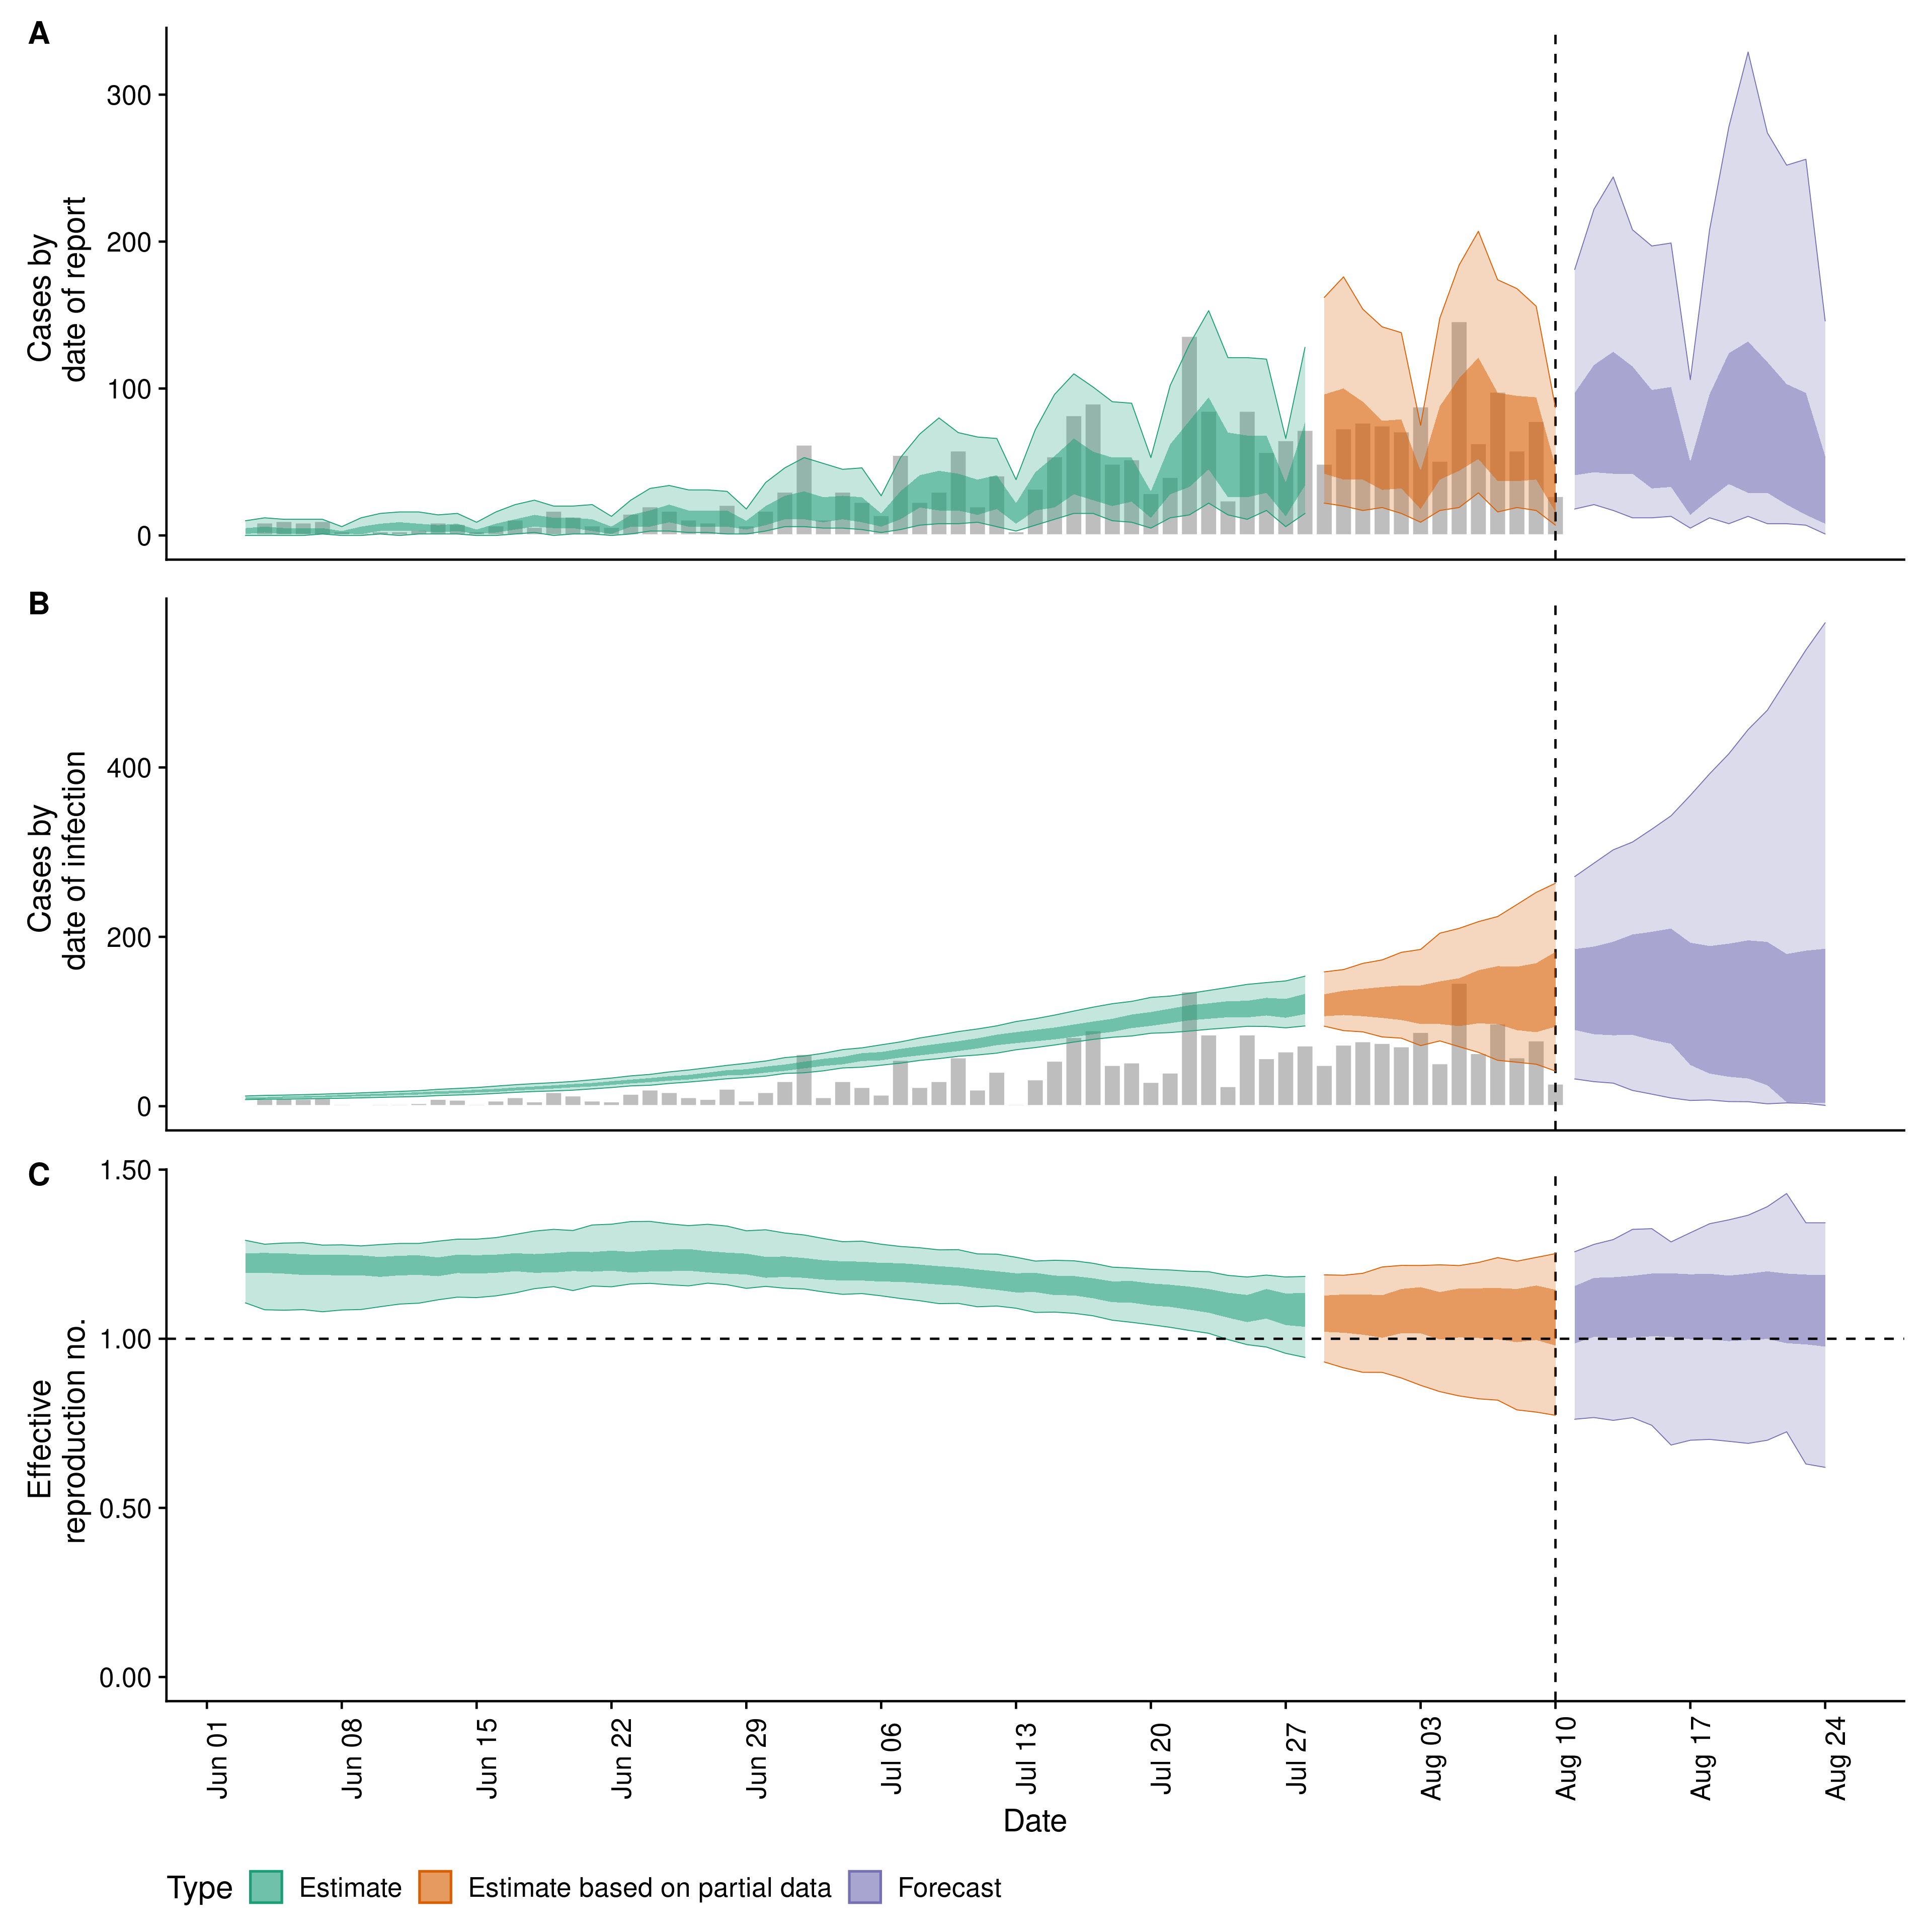 A
Cases by
date of report
300
200
100
0
B
Cases by
date of infection
400
200
0
C
Effective
reproduction no.
1.50
1.00
0.50
0.00
Jun 01
Jun 08
Jun 15
Jun 22
Jun 29
Jul 06
Jul 13
Jul 20
Jul 27
Aug 03
Aug 10
Aug 17
Aug 24
Date
Type Estimate Estimate based on partial data Forecast